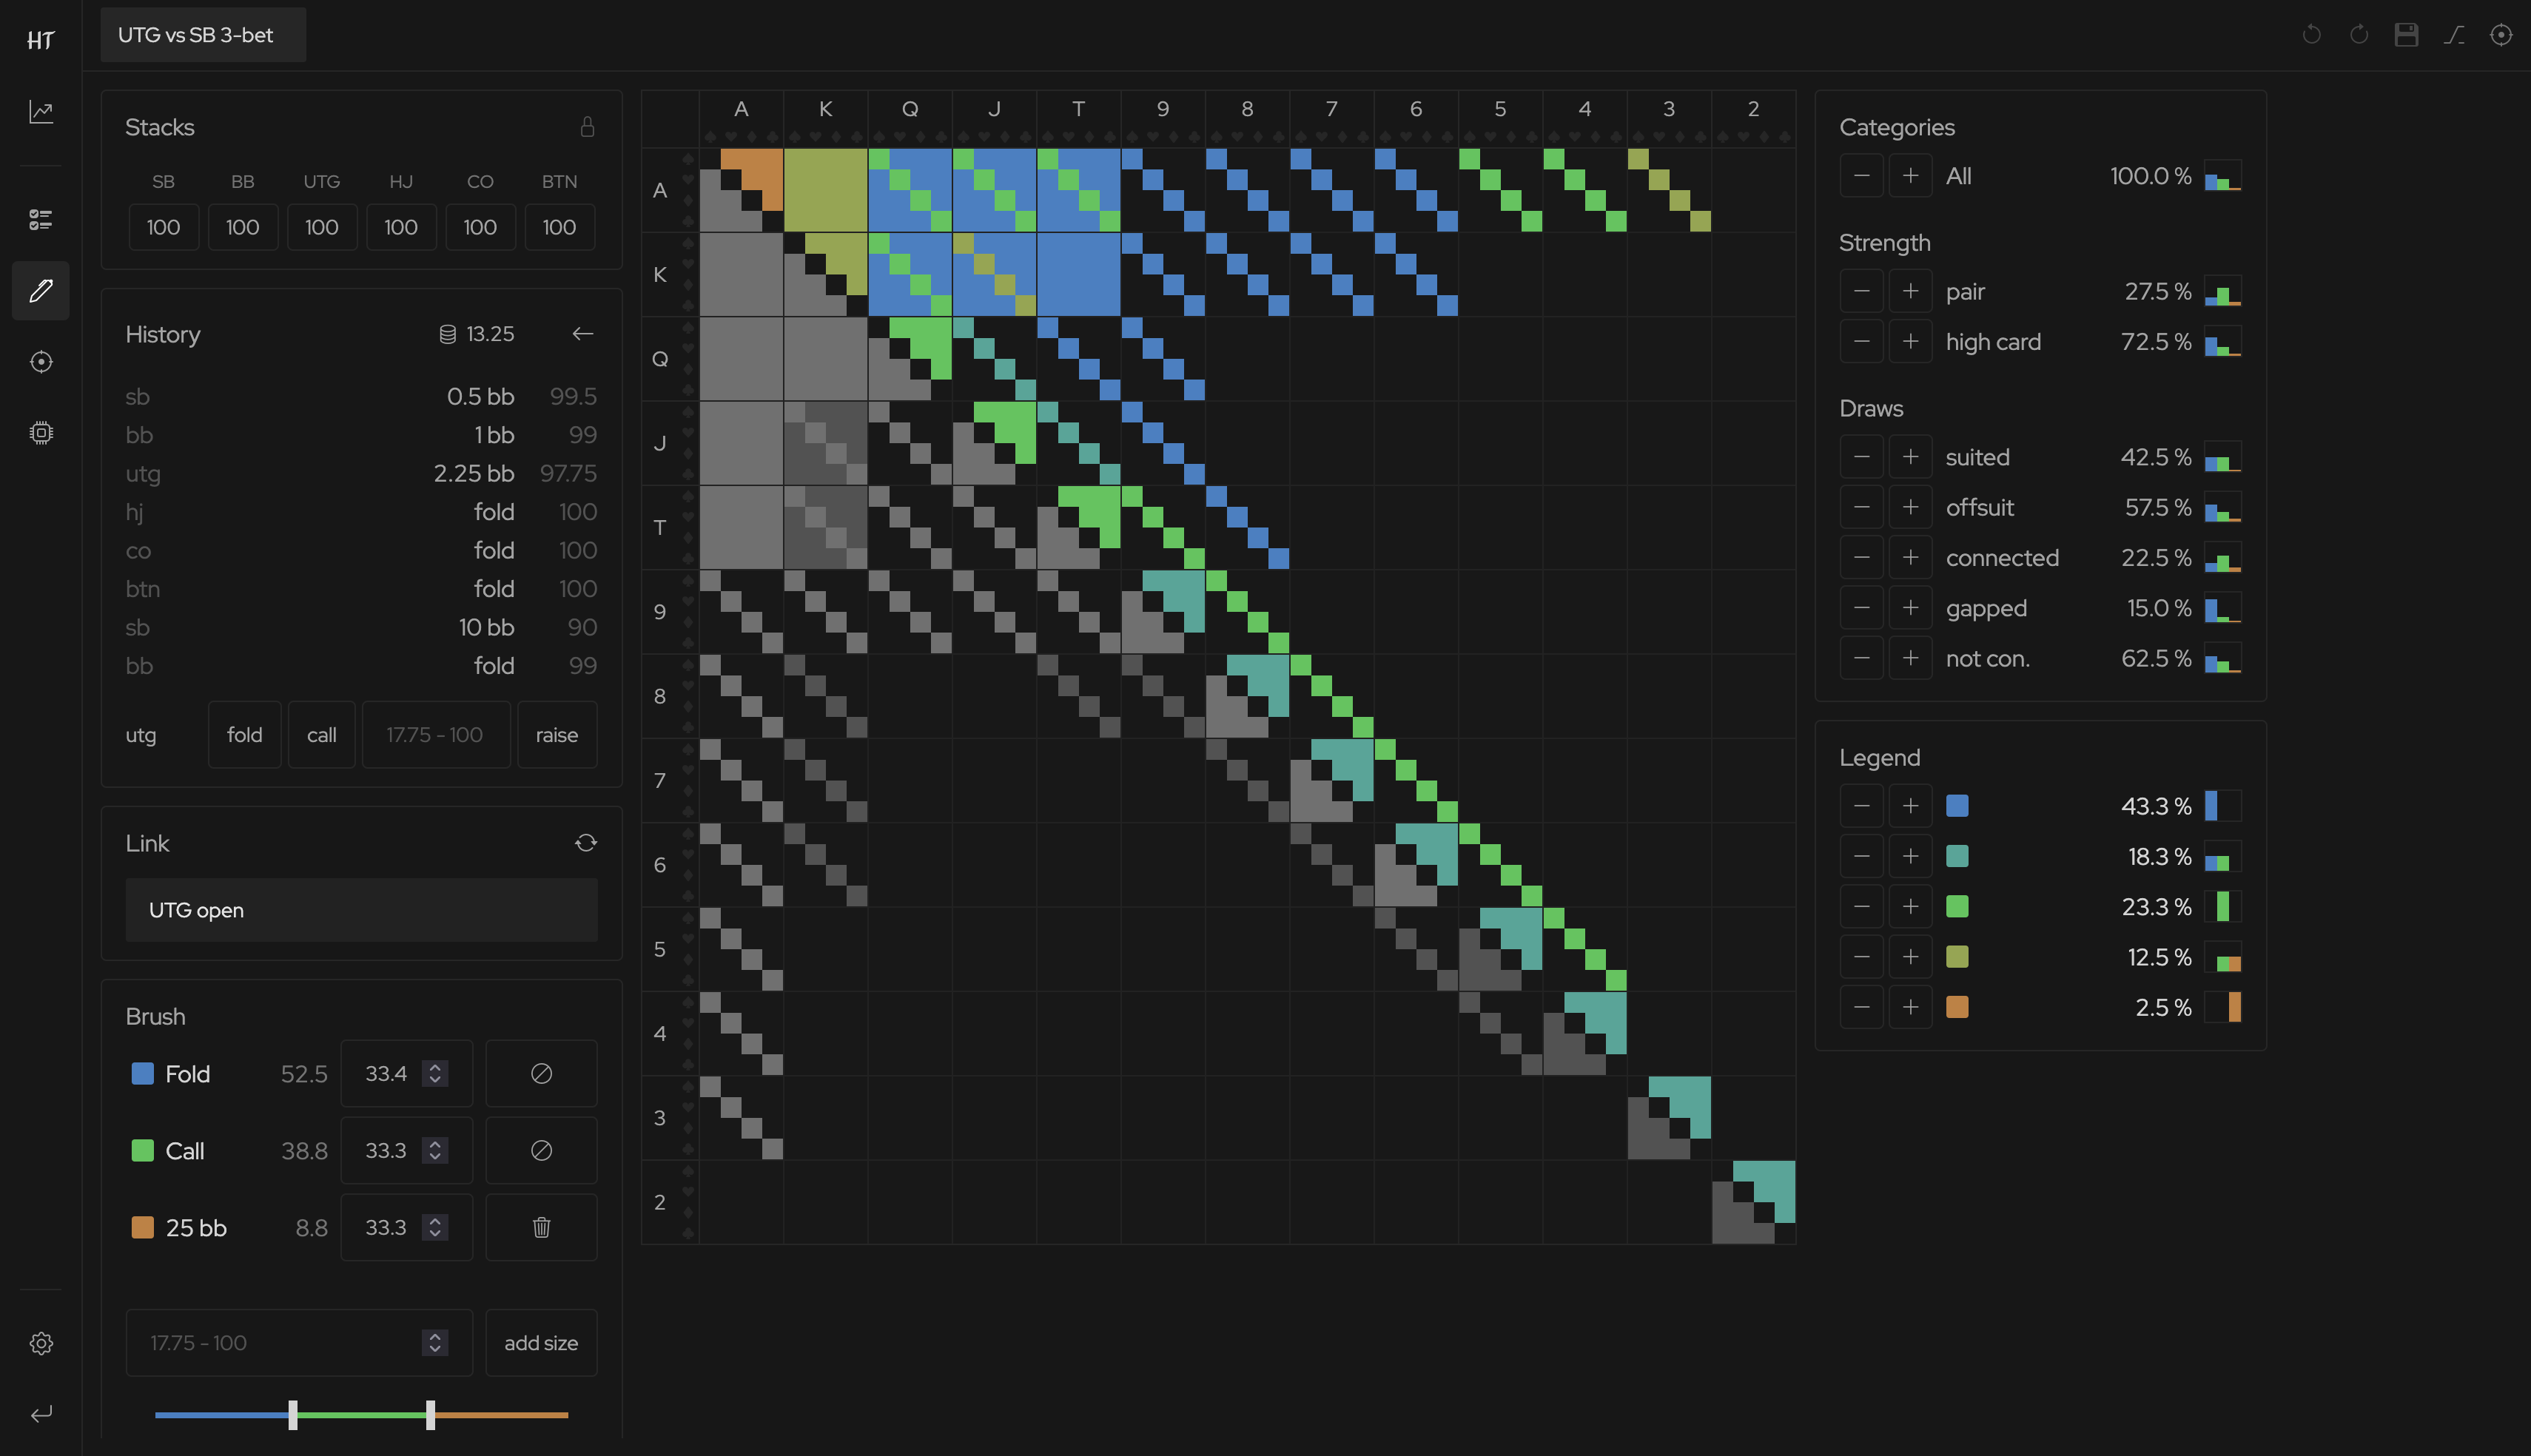 HT
UTG vs SB 3-bet
Stacks
SB BB UTG HJ CO BTN
100 100 100 100 100 100
History 13.25
sb 0.5 bb 99.5
bb 1 bb 99
utg 2.25 bb 97.75
hj fold 100
co fold 100
btn fold 100
sb 10 bb 90
bb fold 99
utg fold call 17.75 - 100 raise
Link
UTG open
Brush
Fold 52.5 33.4
Call 38.8 33.3
25 bb 8.8 33.3
17.75 - 100 add size
A K Q J T 9 8 7 6 5 4 3 2
A
K
Q
J
T
9
8
7
6
5
4
3
2
Categories
All 100.0 %
Strength
pair 27.5 %
high card 72.5 %
Draws
suited 42.5 %
offsuit 57.5 %
connected 22.5 %
gapped 15.0 %
not con. 62.5 %
Legend
43.3 %
18.3 %
23.3 %
12.5 %
2.5 %